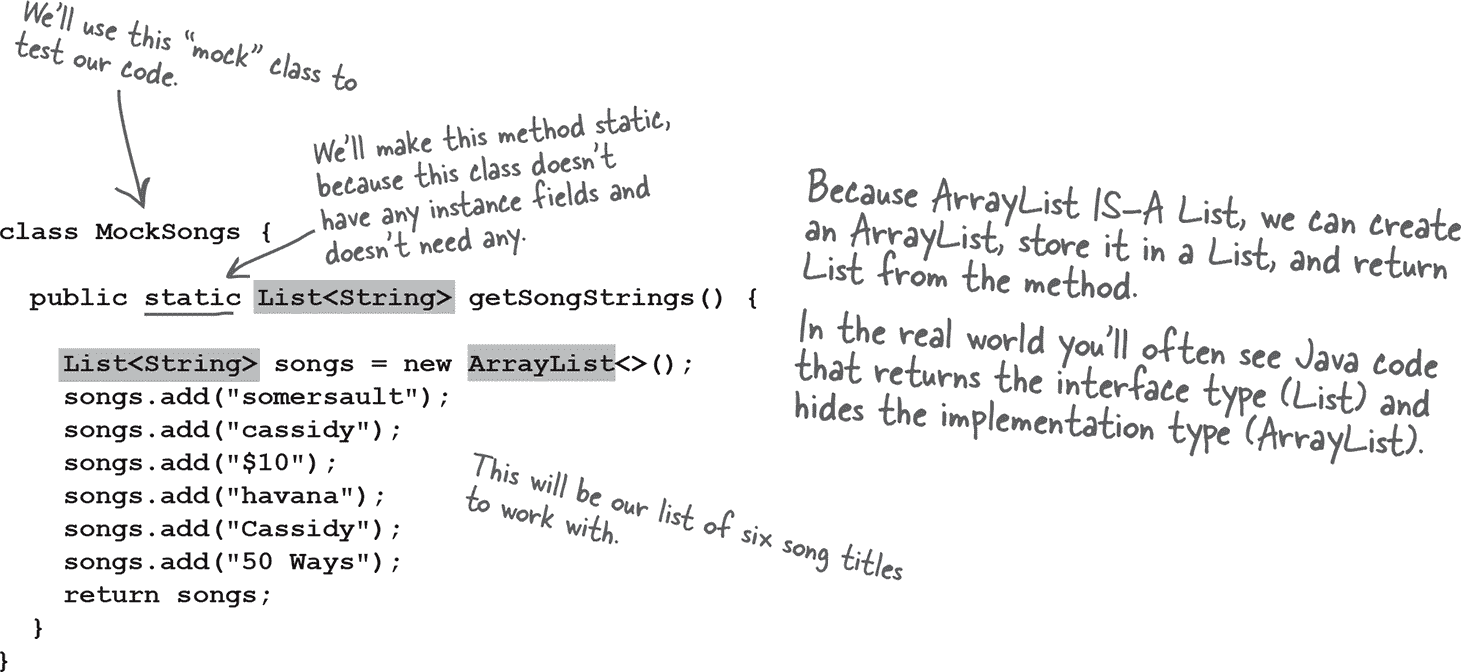 We'll use this "mock" class to
test our code.
We'll make this method static,
because this class doesn't
have any instance fields and
doesn't need any.
class MockSongs {
public static List<String> getSongStrings() {
List<String> songs = new ArrayList<>();
songs.add("somersault");
songs.add("cassidy");
songs.add("$10");
songs.add("havana");
songs.add("Cassidy");
songs.add("50 Ways");
return songs;
}
}
This will be our list of six song titles
to work with.
Because ArrayList IS-A List, we can create
an ArrayList, store it in a List, and return
List from the method.
In the real world you'll often see Java code
that returns the interface type (List) and
hides the implementation type (ArrayList).